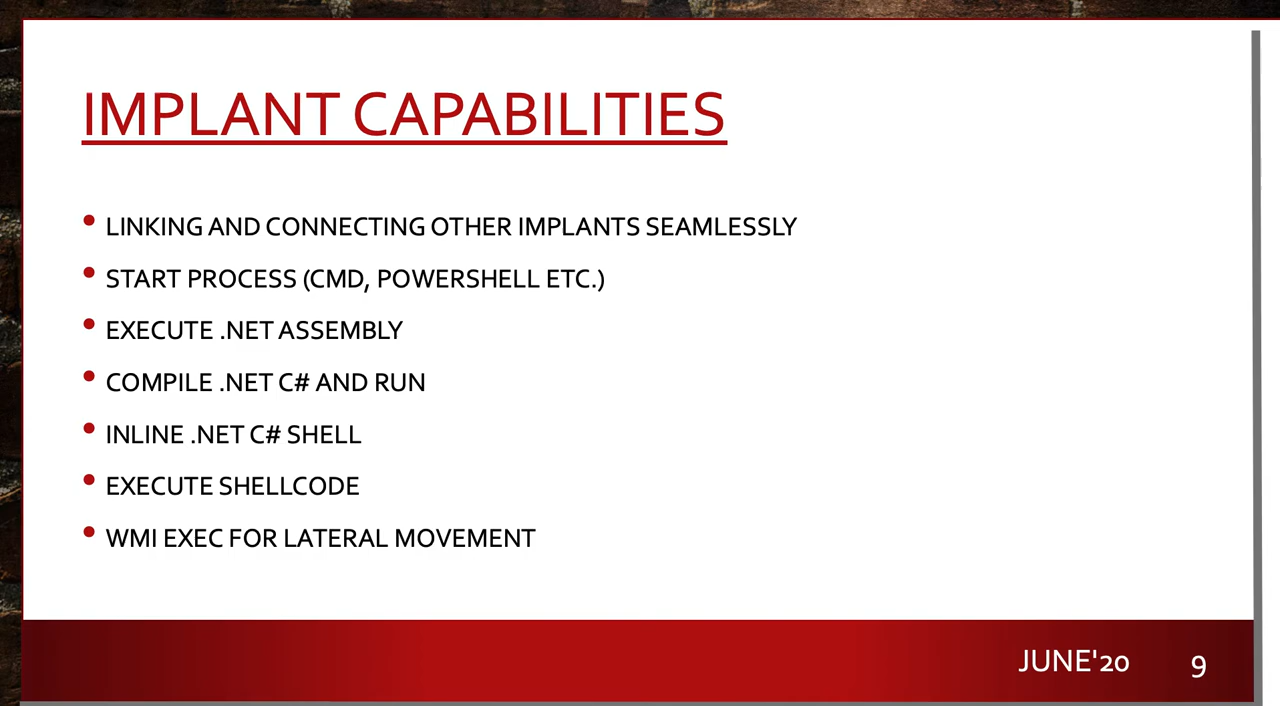 IMPLANT CAPABILITIES
• LINKING AND CONNECTING OTHER IMPLANTS SEAMLESSLY
• START PROCESS (CMD, POWERSHELL ETC.)
• EXECUTE .NET ASSEMBLY
• COMPILE .NET C# AND RUN
• INLINE .NET C# SHELL
• EXECUTE SHELLCODE
• WMI EXEC FOR LATERAL MOVEMENT
JUNE'20 9